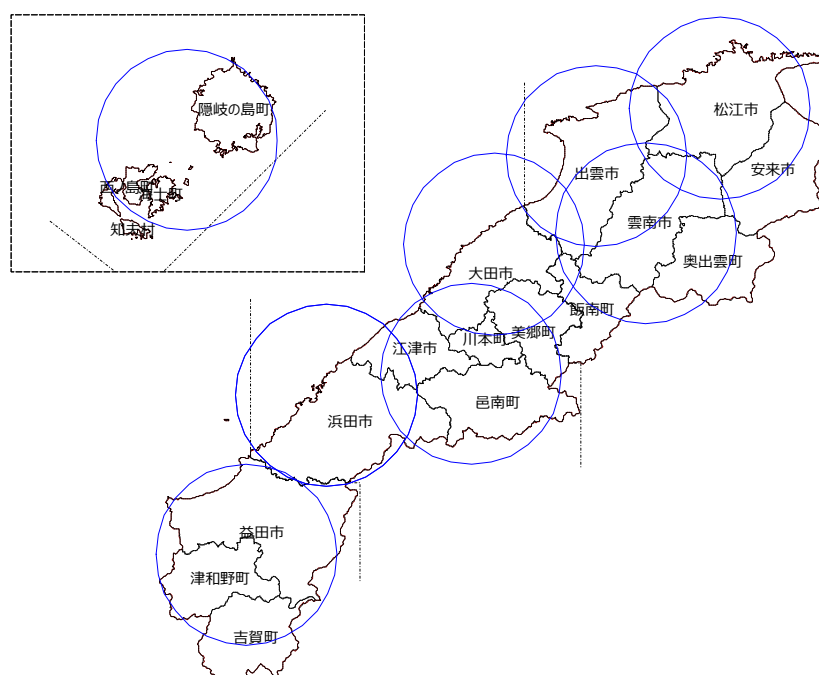 隠岐の島町
西ノ島町
海士町
知夫村
松江市
安来市
出雲市
雲南市
奥出雲町
大田市
飯南町
美郷町
川本町
江津市
邑南町
浜田市
益田市
津和野町
吉賀町